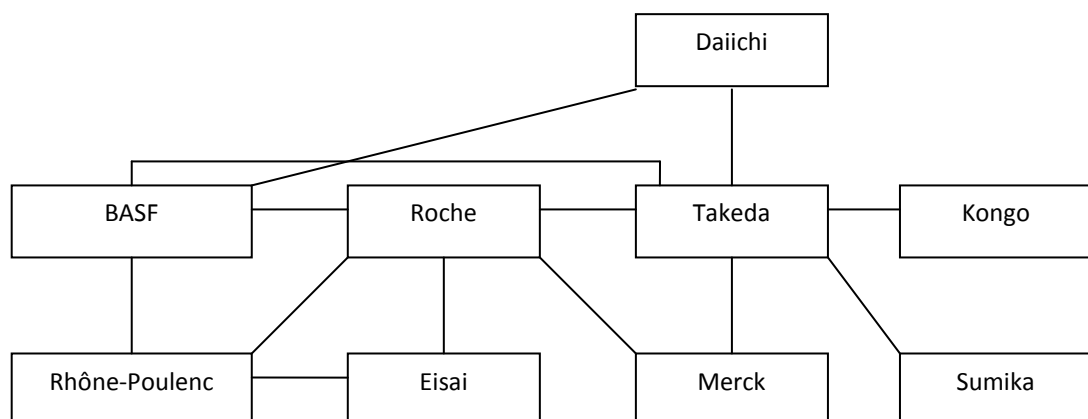 Daiichi
BASF
Roche
Takeda
Kongo
Rhône-Poulenc
Eisai
Merck
Sumika